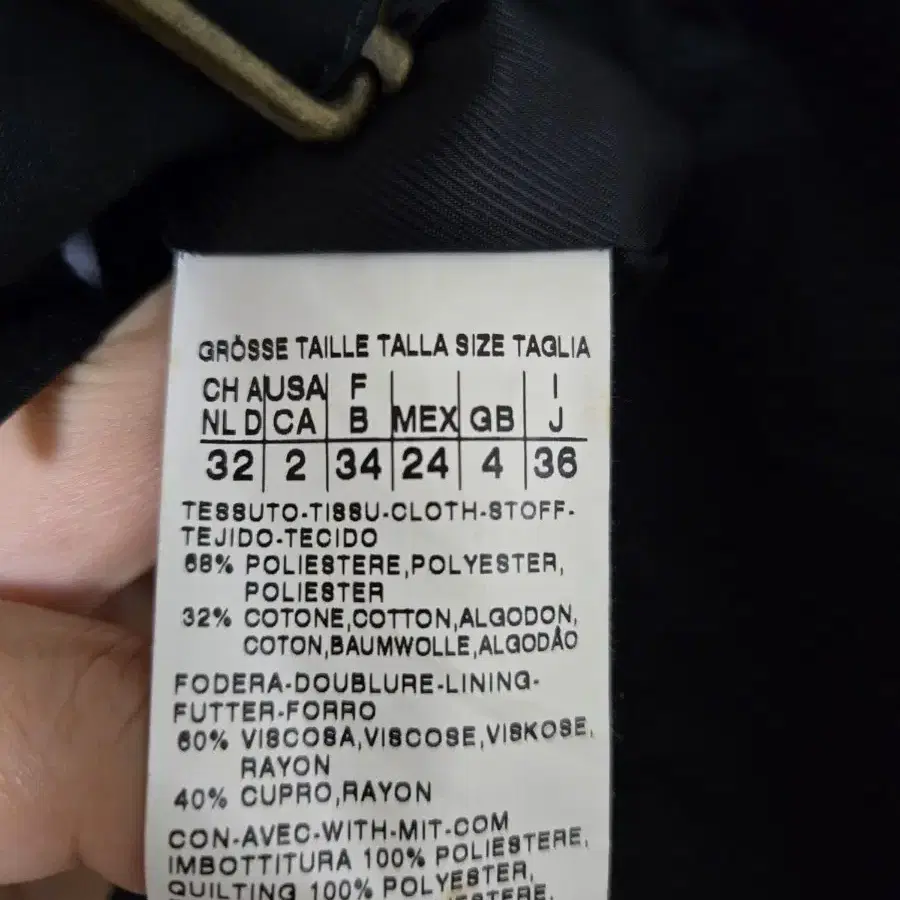 GRÖSSE TAILLE TALLA SIZE TAGLIA
CH A USA F I
NL D CA B MEX GB J
32 2 34 24 4 36
TESSUTO-TISSU-CLOTH-STOFF-
TEJIDO-TECIDO
68% POLIESTERE,POLYESTER,
POLIESTER
32% COTONE,COTTON,ALGODON,
COTON,BAUMWOLLE,ALGODÃO
FODERA-DOUBLURE-LINING-
FUTTER-FORRO
60% VISCOSA,VISCOSE,VISKOSE,
RAYON
40% CUPRO,RAYON
CON-AVEC-WITH-MIT-COM
IMBOTTITURA 100% POLIESTERE,
QUILTING 100% POLYESTER,